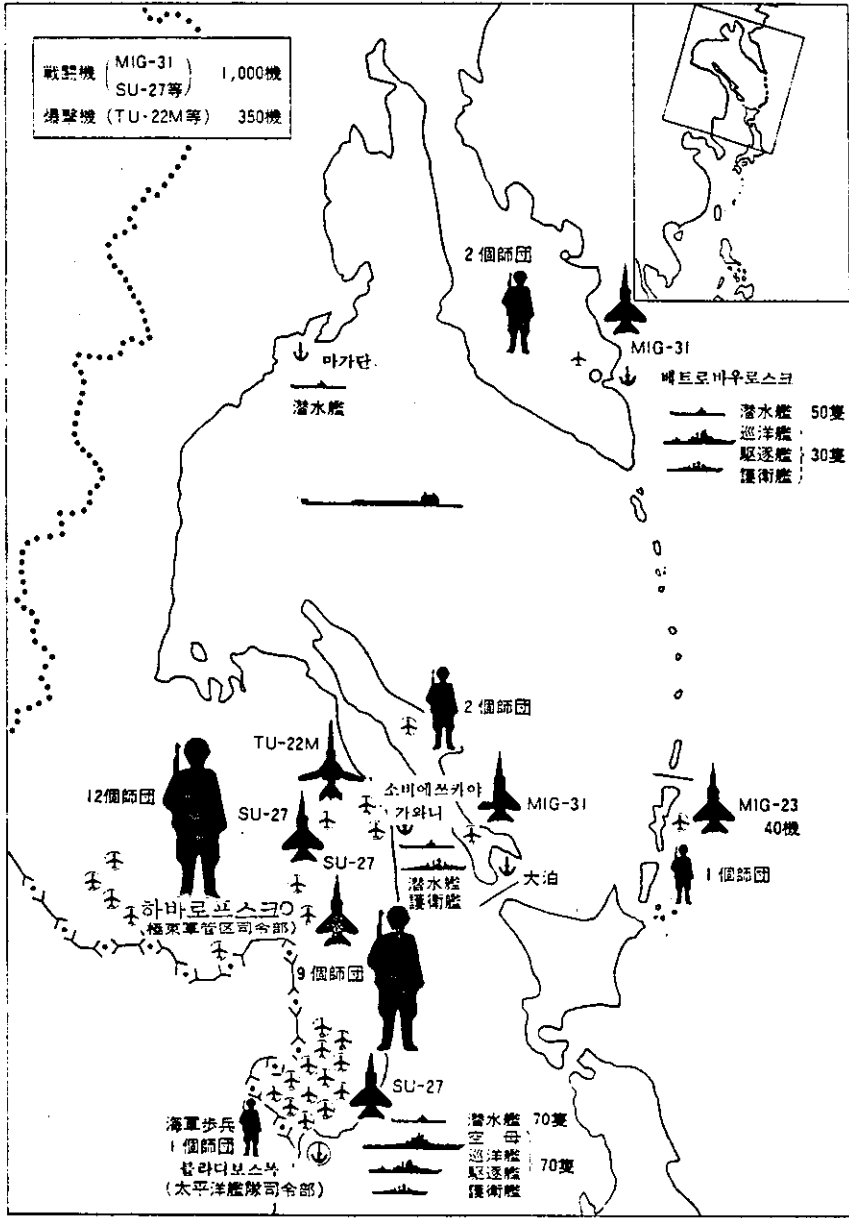 戦闘機 (MIG-31 1,000機
SU-27等)
爆撃機 (TU-22M等) 350機
2個師団
MIG-31
마가단
潜水艦
뻬트로바우로스크
潜水艦 50隻
巡洋艦
駆逐艦 30隻
護衛艦
2個師団
TU-22M
12個師団
SU-27
소비에쯔카야
가와니
MIG-31
MIG-23
40機
SU-27
潜水艦
護衛艦
大泊
1個師団
하바로프스크
(極東軍管区司令部)
9個師団
SU-27
海軍歩兵
1個師団
블라디보스톡
(太平洋艦隊司令部)
潜水艦 70隻
空母
巡洋艦
駆逐艦 70隻
護衛艦